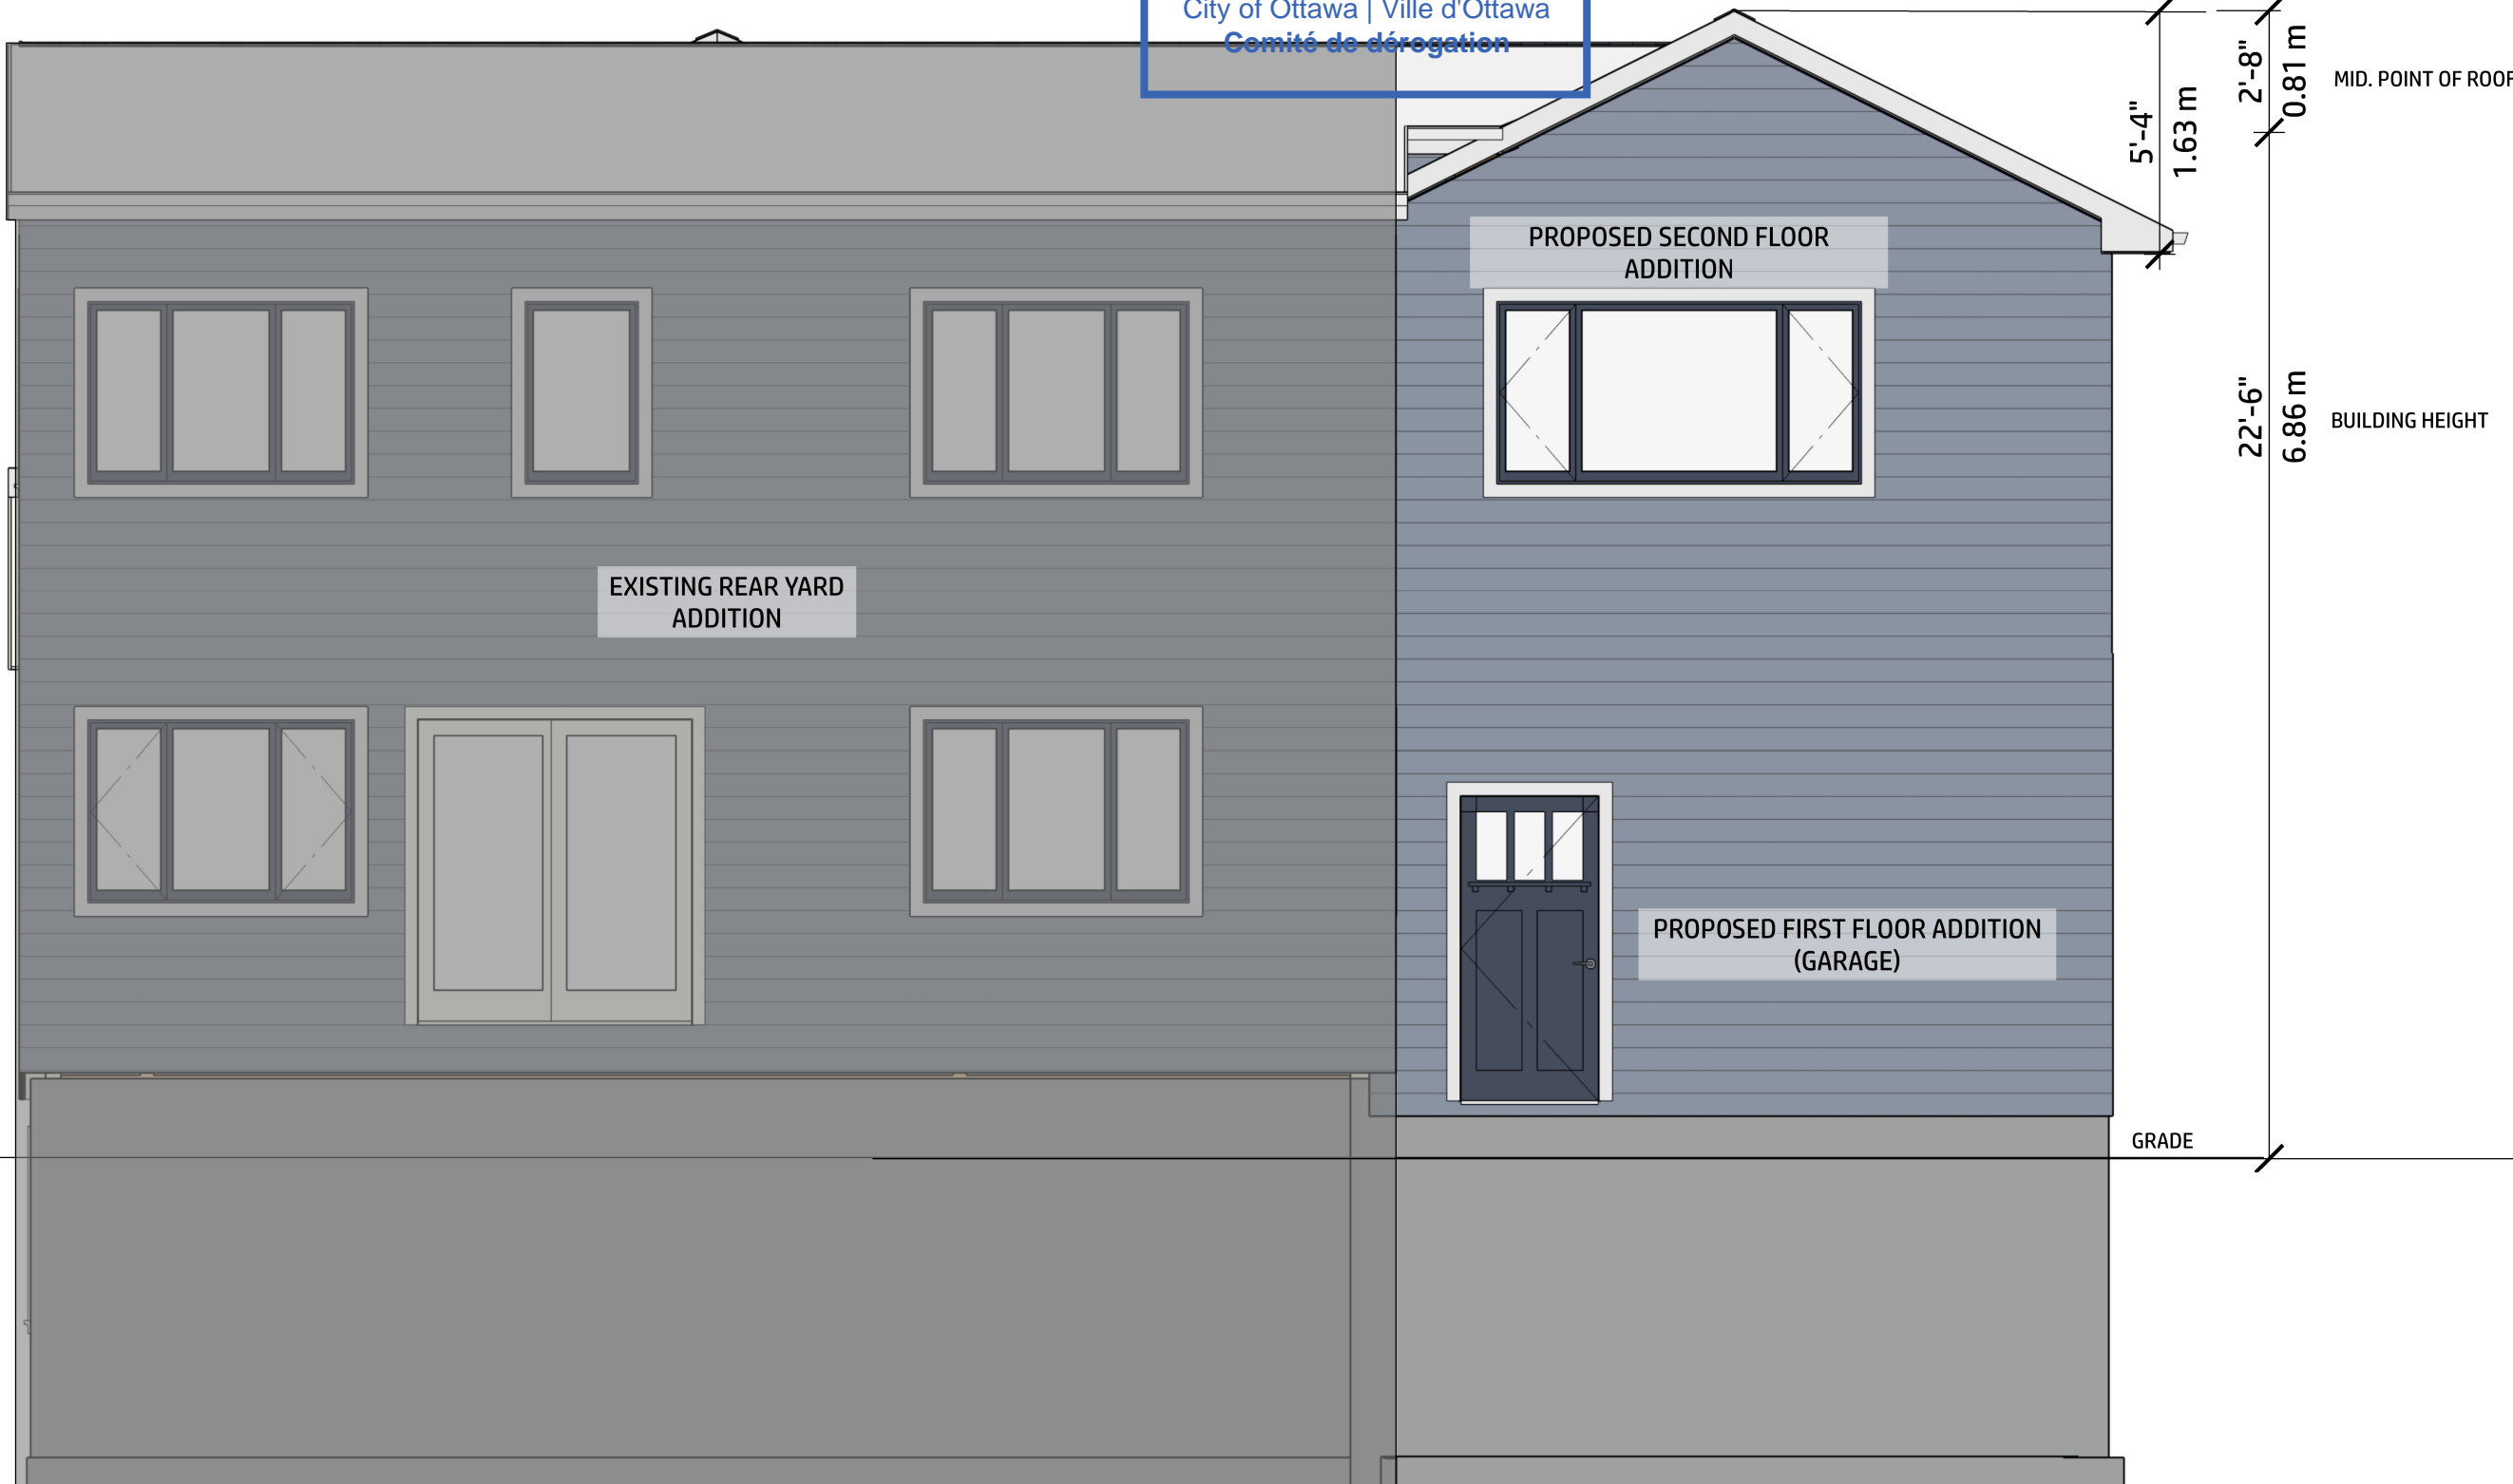 City of Ottawa | Ville d'Ottawa
Comité de dérogation
2'-8"
0.81 m
MID. POINT OF ROOF
5'-4"
1.63 m
PROPOSED SECOND FLOOR
ADDITION
22'-6"
6.86 m
BUILDING HEIGHT
EXISTING REAR YARD
ADDITION
PROPOSED FIRST FLOOR ADDITION
(GARAGE)
GRADE